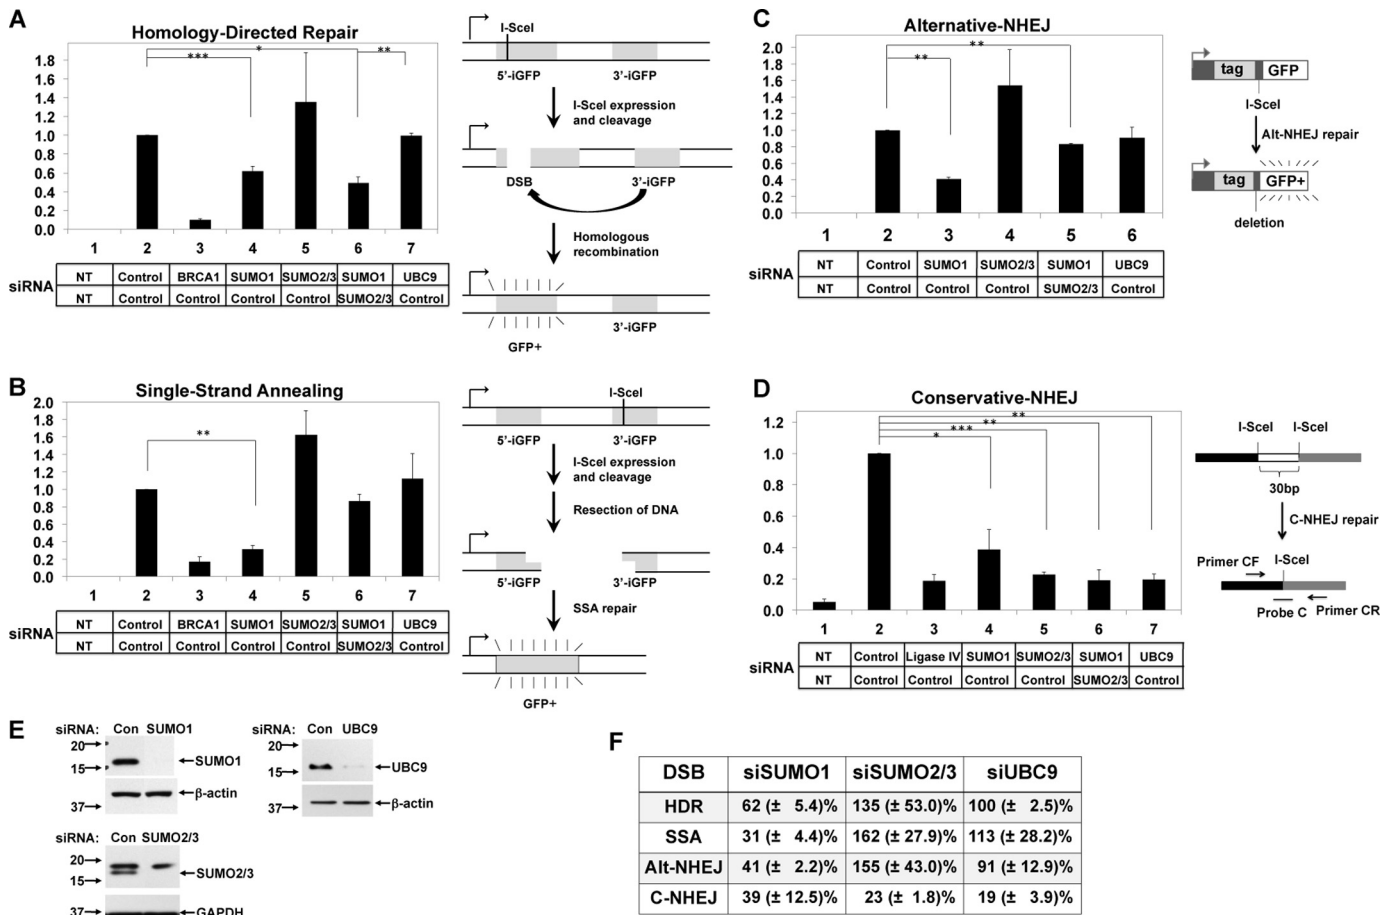 A
Homology-Directed Repair
1.8
1.6
1.4
1.2
1.0
0.8
0.6
0.4
0.2
0.0
*
***
**
1 2 3 4 5 6 7
siRNA
NT Control BRCA1 SUMO1 SUMO2/3 SUMO1 UBC9
NT Control Control Control Control SUMO2/3 Control
I-SceI
5'-iGFP 3'-iGFP
I-SceI expression
and cleavage
DSB 3'-iGFP
Homologous
recombination
3'-iGFP
GFP+
B
Single-Strand Annealing
2.0
1.8
1.6
1.4
1.2
1.0
0.8
0.6
0.4
0.2
0.0
**
1 2 3 4 5 6 7
siRNA
NT Control BRCA1 SUMO1 SUMO2/3 SUMO1 UBC9
NT Control Control Control Control SUMO2/3 Control
I-SceI
5'-iGFP 3'-iGFP
I-SceI expression
and cleavage
Resection of DNA
5'-iGFP 3'-iGFP
SSA repair
GFP+
C
Alternative-NHEJ
2.0
1.8
1.6
1.4
1.2
1.0
0.8
0.6
0.4
0.2
0.0
**
**
1 2 3 4 5 6
siRNA
NT Control SUMO1 SUMO2/3 SUMO1 UBC9
NT Control Control Control SUMO2/3 Control
tag GFP
I-SceI
Alt-NHEJ repair
tag GFP+
deletion
D
Conservative-NHEJ
1.2
1.0
0.8
0.6
0.4
0.2
0.0
**
**
***
*
1 2 3 4 5 6 7
siRNA
NT Control Ligase IV SUMO1 SUMO2/3 SUMO1 UBC9
NT Control Control Control Control SUMO2/3 Control
I-SceI I-SceI
30bp
C-NHEJ repair
Primer CF I-SceI
Probe C Primer CR
E
siRNA: Con SUMO1
20
15
SUMO1
37
β-actin
siRNA: Con UBC9
20
15
UBC9
37
β-actin
siRNA: Con SUMO2/3
20
15
SUMO2/3
37
GAPDH
F
DSB siSUMO1 siSUMO2/3 siUBC9
HDR 62 (± 5.4)% 135 (± 53.0)% 100 (± 2.5)%
SSA 31 (± 4.4)% 162 (± 27.9)% 113 (± 28.2)%
Alt-NHEJ 41 (± 2.2)% 155 (± 43.0)% 91 (± 12.9)%
C-NHEJ 39 (± 12.5)% 23 (± 1.8)% 19 (± 3.9)%